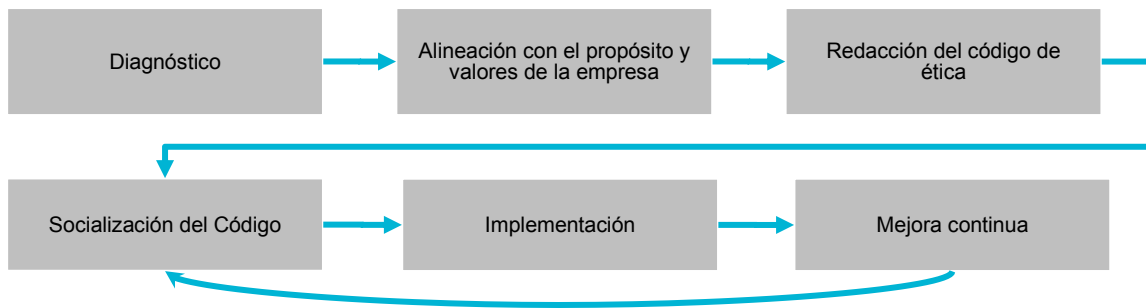 Diagnóstico
Alineación con el propósito y
valores de la empresa
Redacción del código de
ética
Socialización del Código
Implementación
Mejora continua